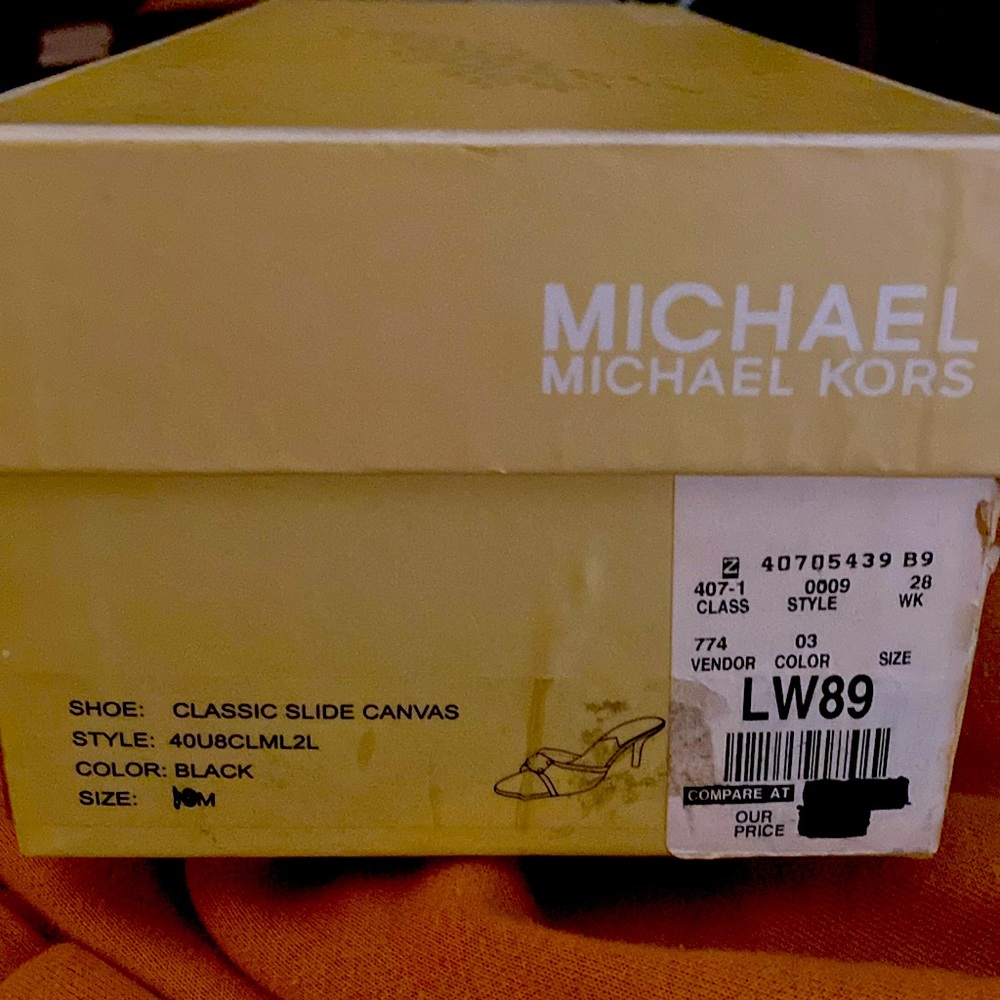 MICHAEL
MICHAEL KORS
Z 40705439 B9
407-1 0009 28
CLASS STYLE WK
774 03
VENDOR COLOR SIZE
LW89
COMPARE AT
OUR
PRICE
SHOE: CLASSIC SLIDE CANVAS
STYLE: 40U8CLML2L
COLOR: BLACK
SIZE: M